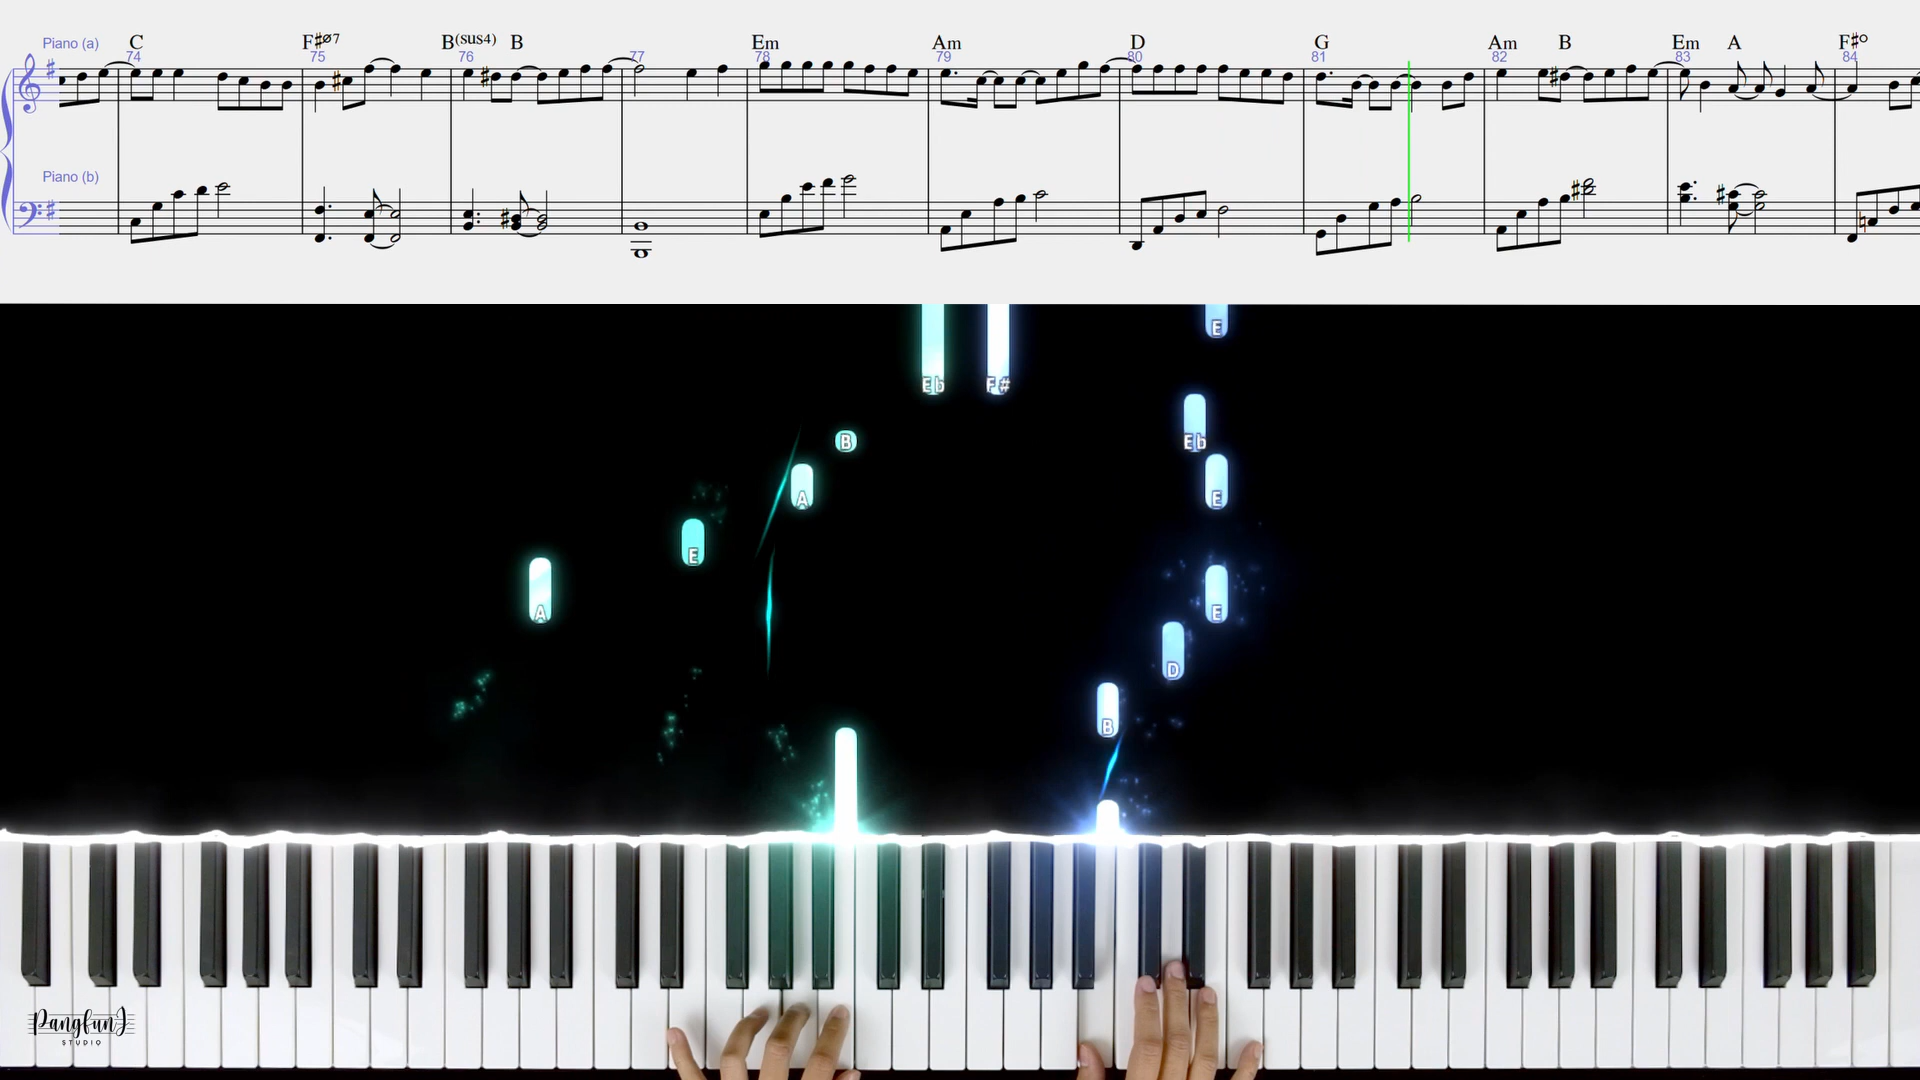 Piano (a) C F#ø7 B(sus4) B Em Am D G Am B Em A F#○
74 75 76 77 78 79 80 81 82 83 84
Piano (b)
E
Eb F#
B Eb
A E
E
A E
D
B
PangfunJ
STUDIO